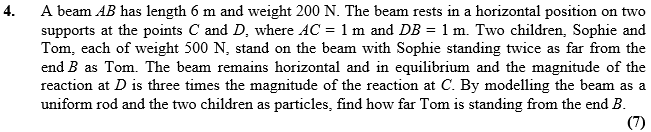 4. A beam AB has length 6 m and weight 200 N. The beam rests in a horizontal position on two
supports at the points C and D, where AC = 1 m and DB = 1 m. Two children, Sophie and
Tom, each of weight 500 N, stand on the beam with Sophie standing twice as far from the
end B as Tom. The beam remains horizontal and in equilibrium and the magnitude of the
reaction at D is three times the magnitude of the reaction at C. By modelling the beam as a
uniform rod and the two children as particles, find how far Tom is standing from the end B.
(7)